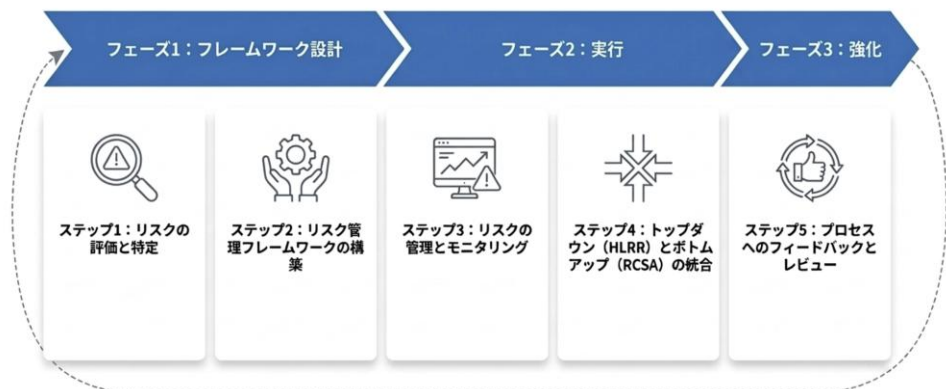 フェーズ1：フレームワーク設計
フェーズ2：実行
フェーズ3：強化
ステップ1：リスクの
評価と特定
ステップ2：リスク管
理フレームワークの構
築
ステップ3：リスクの
管理とモニタリング
ステップ4：トップダ
ウン（HLRR）とボトム
アップ（RCSA）の統合
ステップ5：プロセス
へのフィードバックと
レビュー